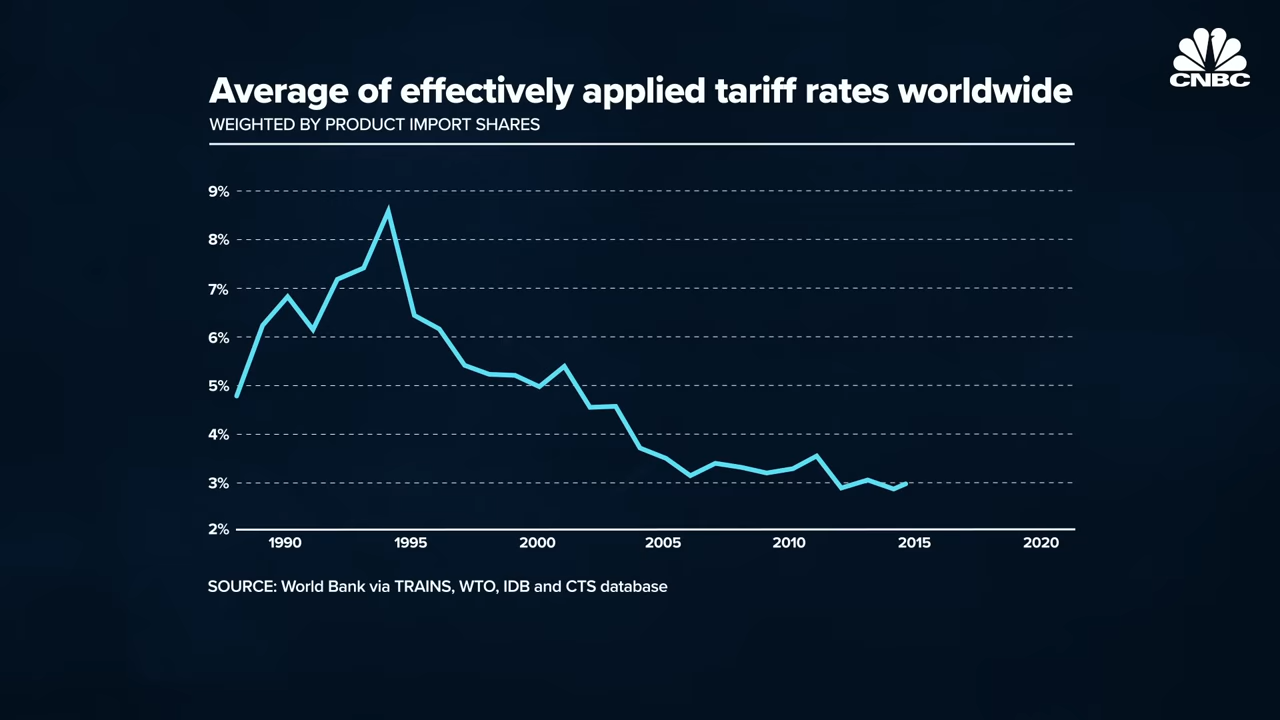 CNBC
Average of effectively applied tariff rates worldwide
WEIGHTED BY PRODUCT IMPORT SHARES
9%
8%
7%
6%
5%
4%
3%
2%
1990 1995 2000 2005 2010 2015 2020
SOURCE: World Bank via TRAINS, WTO, IDB and CTS database